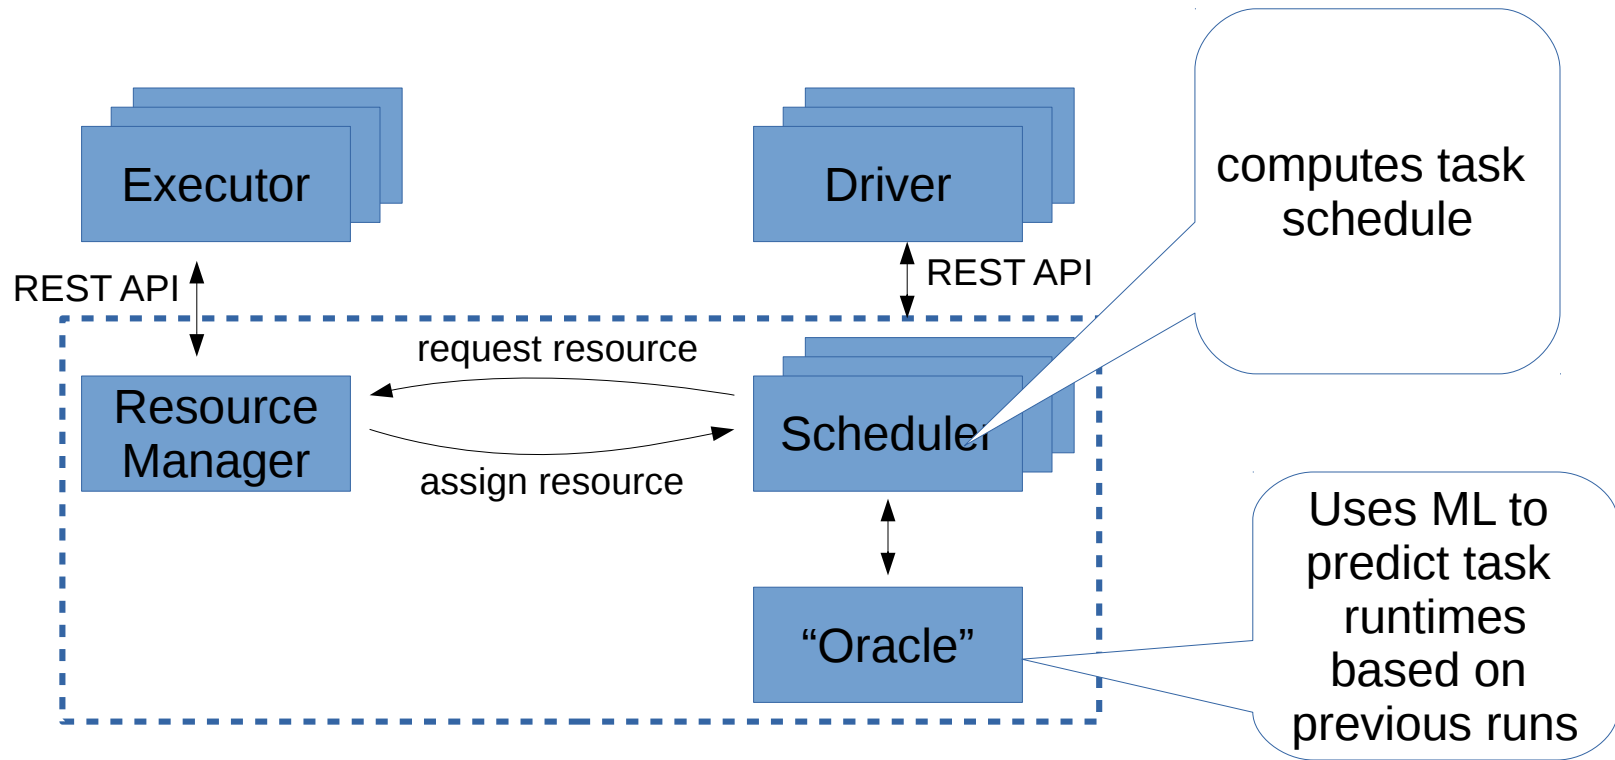 Executor
Driver
computes task
schedule
REST API
REST API
request resource
Resource
Manager
Scheduler
assign resource
“Oracle”
Uses ML to
predict task
runtimes
based on
previous runs